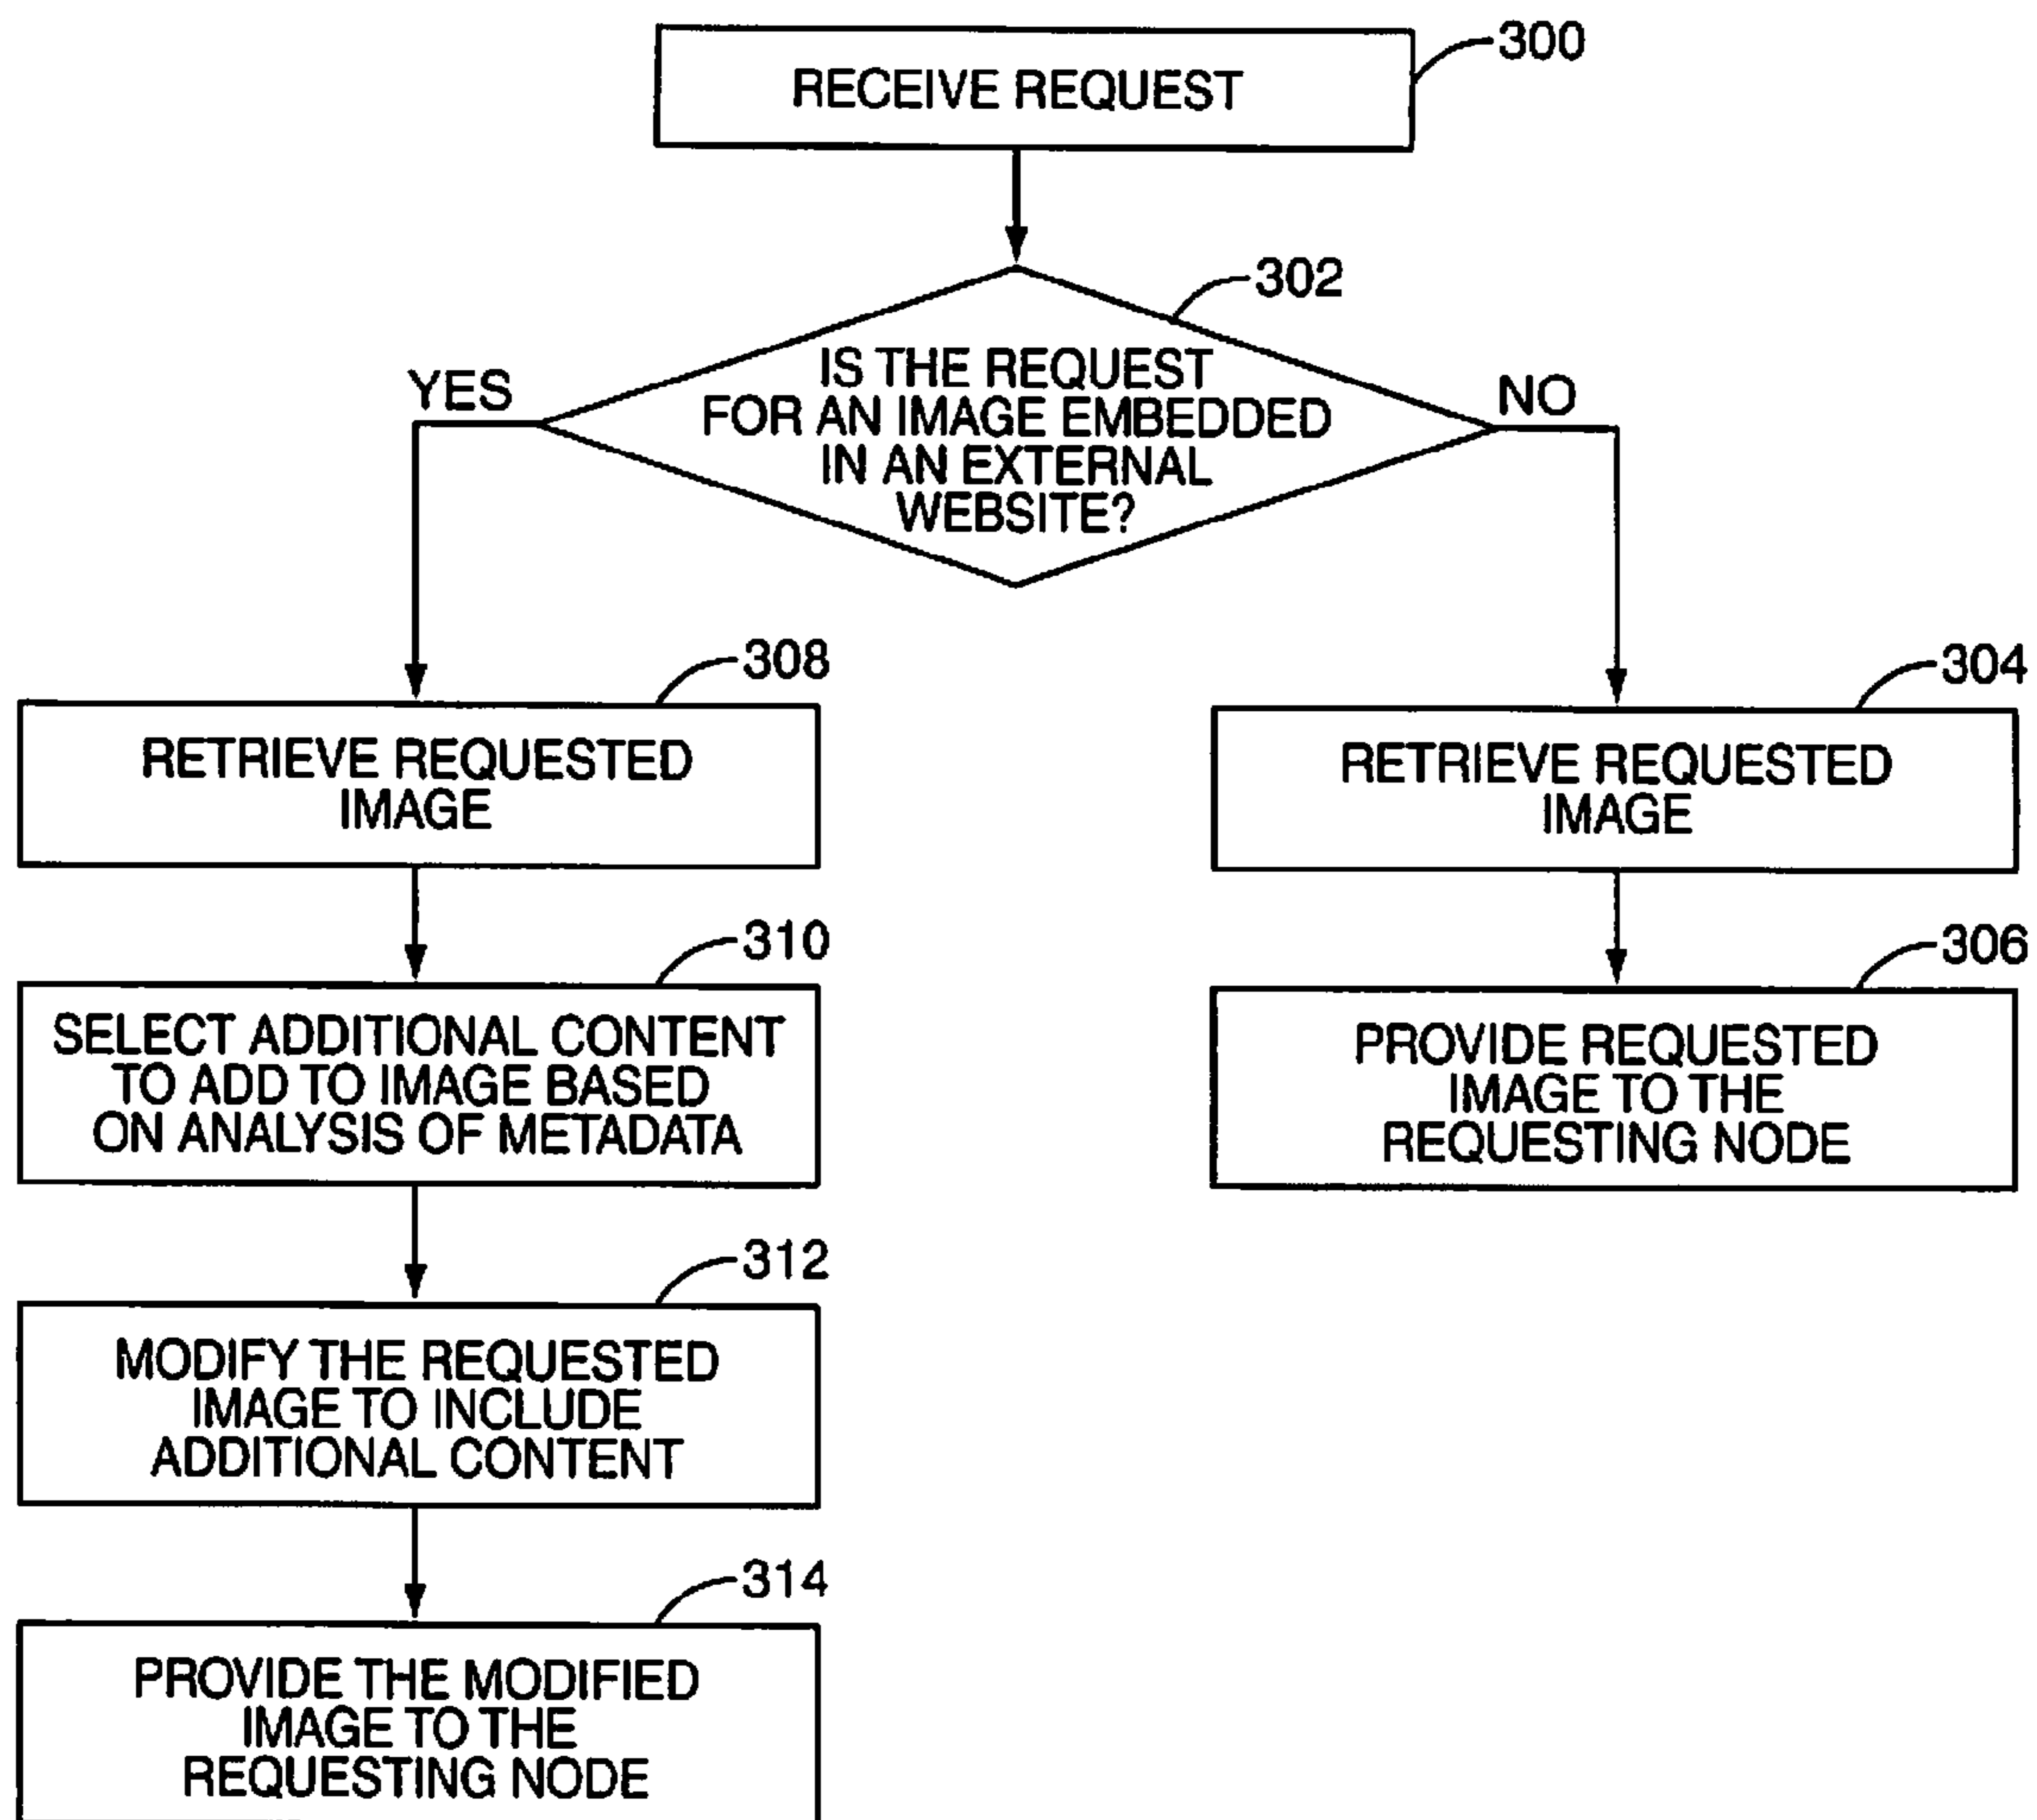 300
RECEIVE REQUEST
302
IS THE REQUEST
FOR AN IMAGE EMBEDDED
IN AN EXTERNAL
WEBSITE?
YES
NO
308
RETRIEVE REQUESTED
IMAGE
304
RETRIEVE REQUESTED
IMAGE
310
SELECT ADDITIONAL CONTENT
TO ADD TO IMAGE BASED
ON ANALYSIS OF METADATA
306
PROVIDE REQUESTED
IMAGE TO THE
REQUESTING NODE
312
MODIFY THE REQUESTED
IMAGE TO INCLUDE
ADDITIONAL CONTENT
314
PROVIDE THE MODIFIED
IMAGE TO THE
REQUESTING NODE